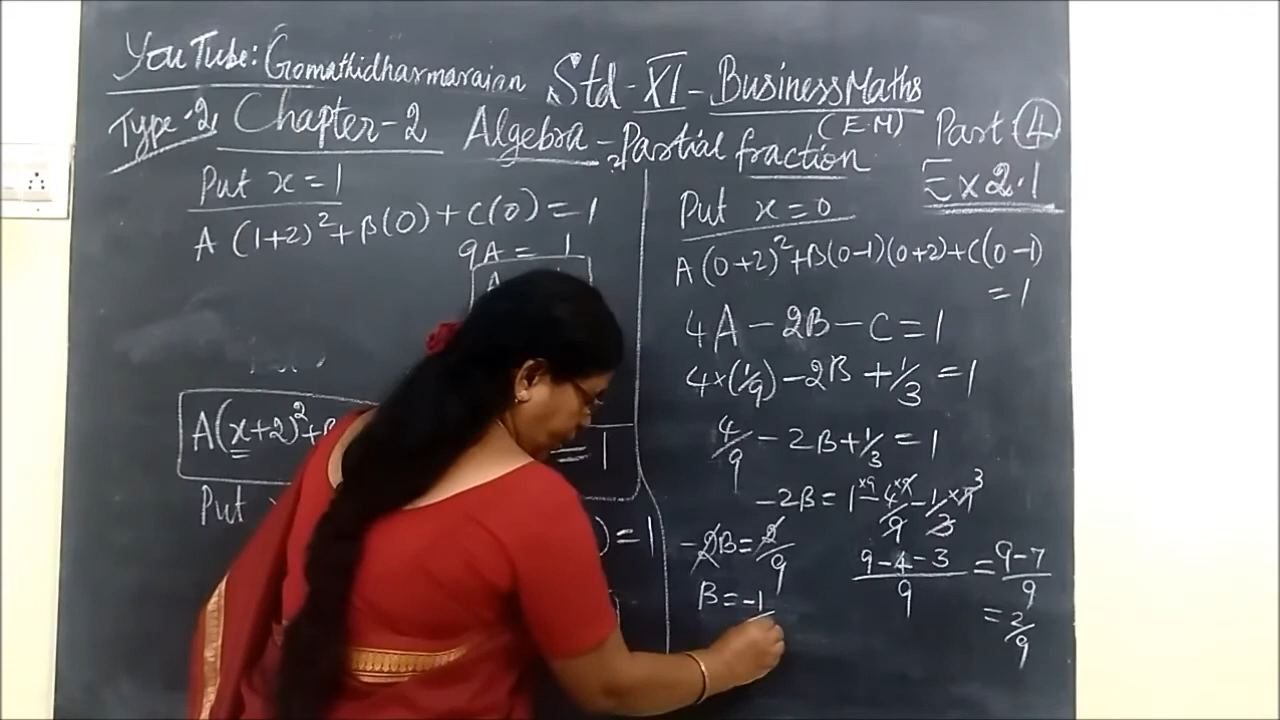 YouTube: Gomathidharmarajan Std-XI-Business Maths
(E.M)
Type-2, Chapter-2 Algebra-Partial fraction Part 4
Ex 2.1
Put x=1
A(1+2)²+B(0)+C(0)=1
9A = 1
A
A(x+2)²+B =1
Put
)=1
Put x=0
A(0+2)²+B(0-1)(0+2)+C(0-1)
=1
4A-2B-C=1
4×(1/9)-2B+1/3=1
4/9-2B+1/3=1
-2B=1×9-4×9/9-1/3×9 3
-2B=2/9
9-4-3/9=9-7/9
=2/9
B=-1/